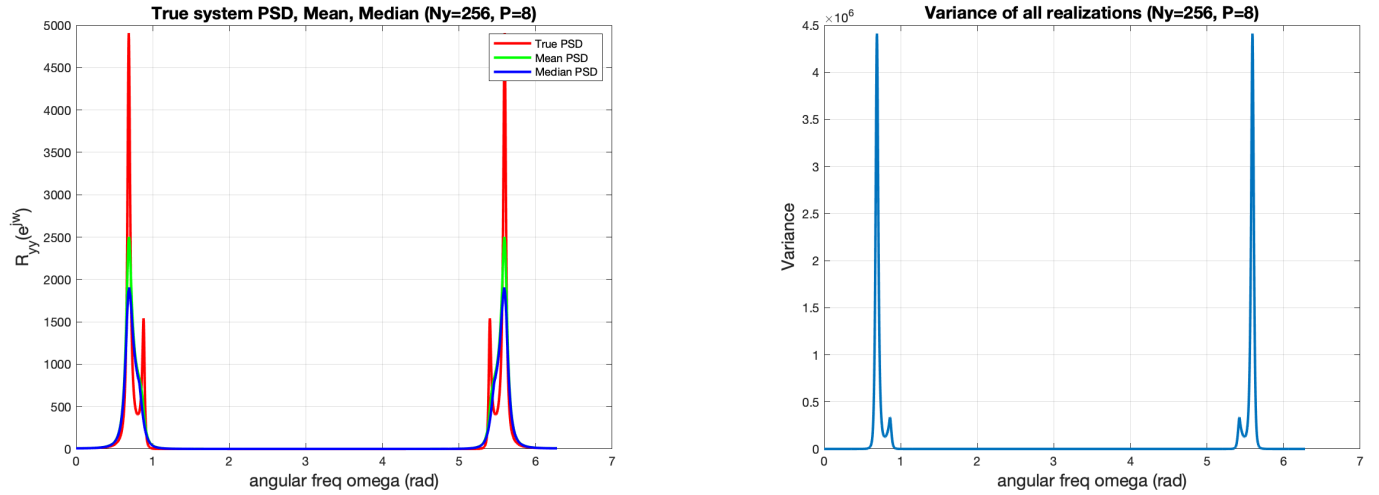 True system PSD, Mean, Median (Ny=256, P=8)
5000
4500
4000
3500
3000
2500
2000
1500
1000
500
0
R_yy(e^jw)
True PSD
Mean PSD
Median PSD
0 1 2 3 4 5 6 7
angular freq omega (rad)
Variance of all realizations (Ny=256, P=8)
×10^6
4.5
4
3.5
3
2.5
2
1.5
1
0.5
0
Variance
0 1 2 3 4 5 6 7
angular freq omega (rad)